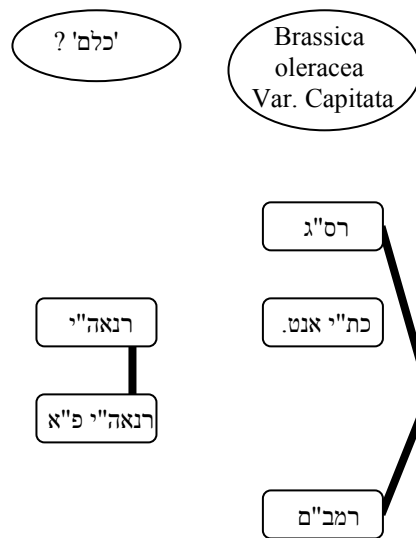 'כלם' ?
Brassica
oleracea
Var. Capitata
רס"ג
רנאה"י
כת"י אנט.
רנאה"י פ"א
רמב"ם